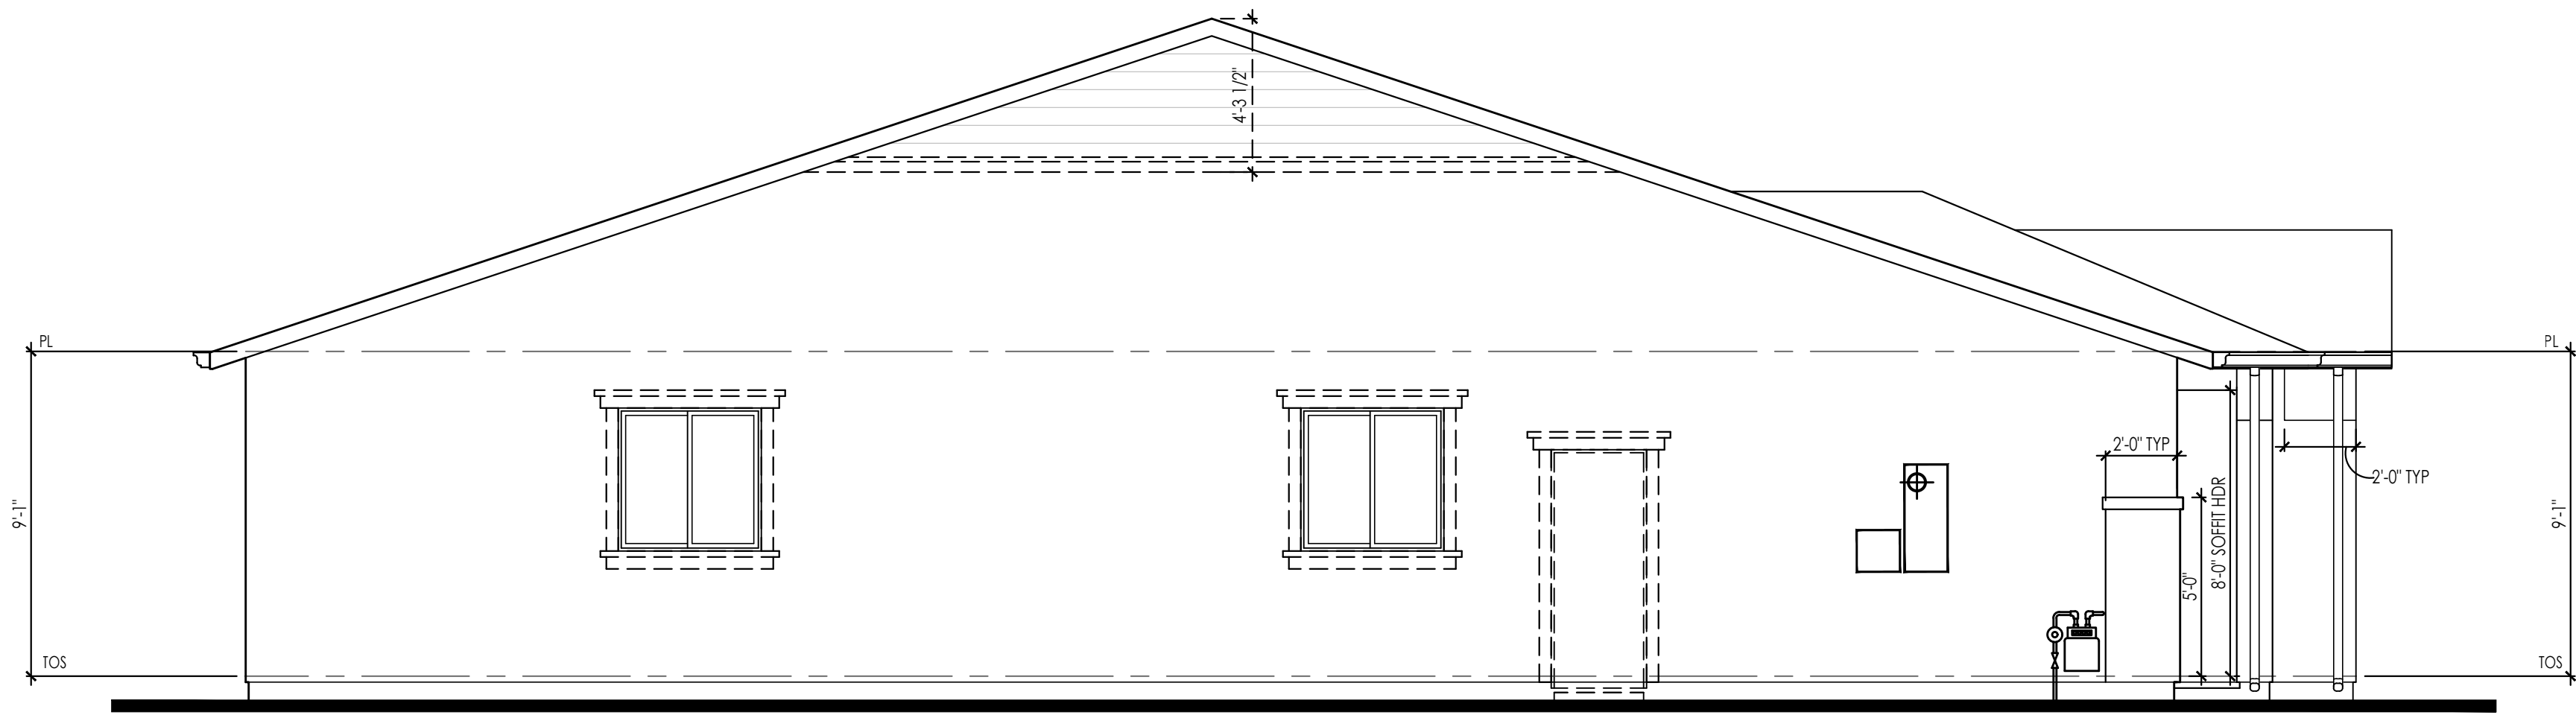 4'-3 1/2"
PL
PL
2'-0" TYP
2'-0" TYP
9'-1"
8'-0" SOFFIT HDR
9'-1"
5'-0"
TOS
TOS